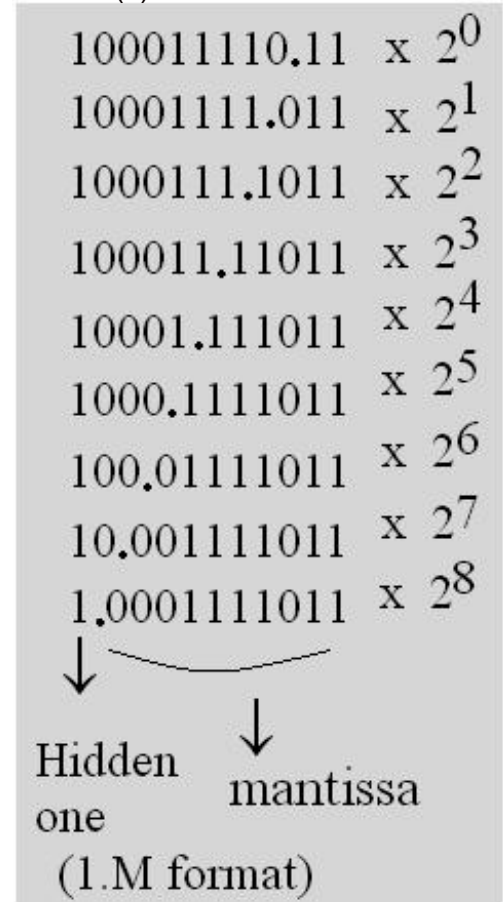 100011110.11 x 2^0
10001111.011 x 2^1
1000111.1011 x 2^2
100011.11011 x 2^3
10001.111011 x 2^4
1000.1111011 x 2^5
100.01111011 x 2^6
10.001111011 x 2^7
1.0001111011 x 2^8
Hidden
one
mantissa
(1.M format)